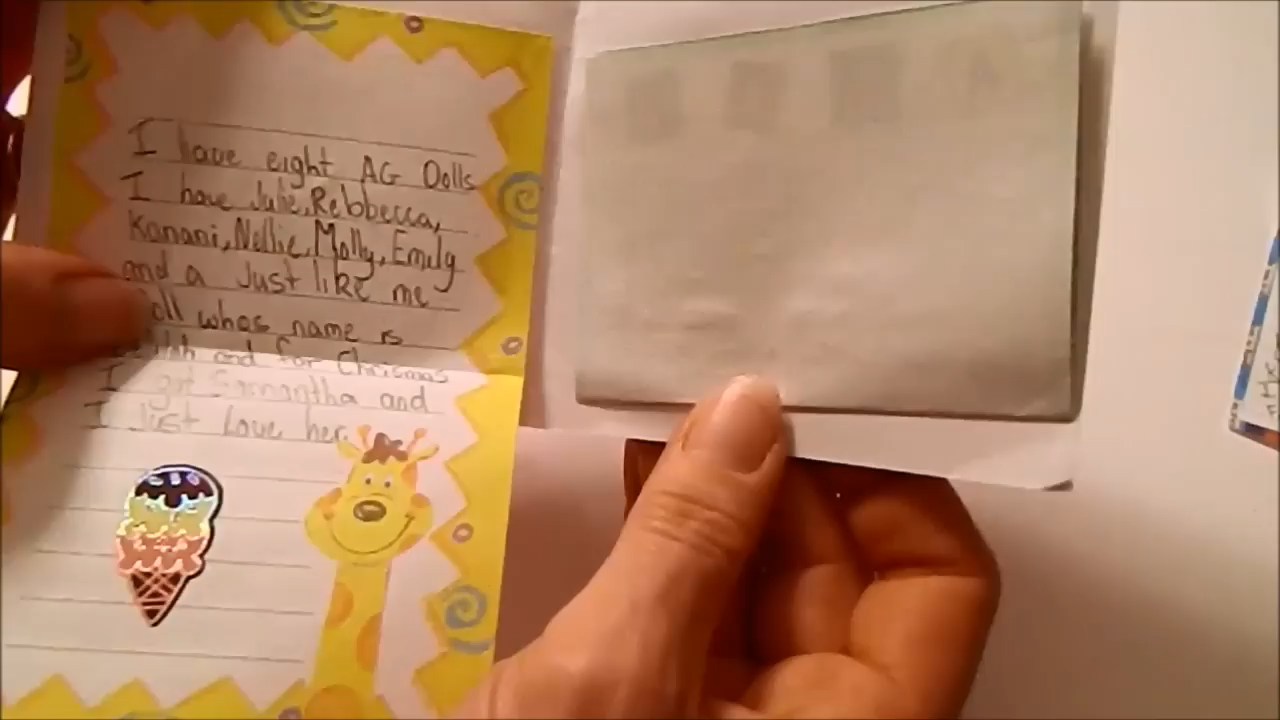 I have eight AG Dolls
I have Julie, Rebbecca,
Kanani, Nellie, Molly, Emily
and a Just like me
Doll whos name is
and for Chrismas
I got Samantha and
I Just Love her.